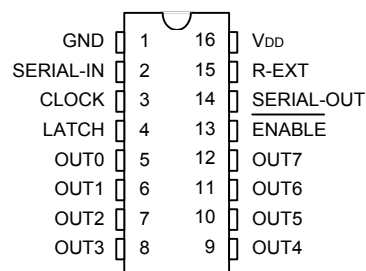 GND 1 16 VDD
SERIAL-IN 2 15 R-EXT
CLOCK 3 14 SERIAL-OUT
LATCH 4 13 ENABLE
OUT0 5 12 OUT7
OUT1 6 11 OUT6
OUT2 7 10 OUT5
OUT3 8 9 OUT4